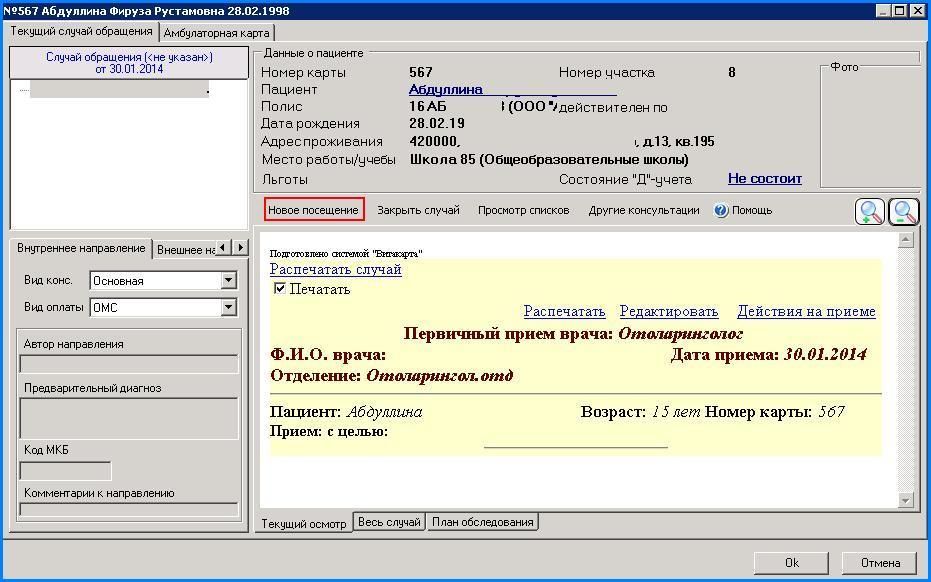 №567 Абдуллина Фируза Рустамовна 28.02.1998
Текущий случай обращения
Амбулаторная карта
Случай обращения (<не указан>)
от 30.01.2014
Данные о пациенте
Номер карты 567 Номер участка 8
Пациент Абдуллина
Полис 16 АБ (ООО "действителен по
Дата рождения 28.02.19
Адрес проживания 420000, , д.13, кв.195
Место работы/учебы Школа 85 (Общеобразовательные школы)
Льготы Состояние "Д"-учета Не состоит
Фото
Новое посещение Закрыть случай Просмотр списков Другие консультации Помощь
Внутреннее направление Внешнее на
Вид конс. Основная
Вид оплаты ОМС
Автор направления
Предварительный диагноз
Код МКБ
Комментарии к направлению
Подготовлено системой "Витакарта"
Распечатать случай
Печатать
Распечатать Редактировать Действия на приеме
Первичный прием врача: Отоларинголог
Ф.И.О. врача: Дата приема: 30.01.2014
Отделение: Отоларингол.отд
Пациент: Абдуллина Возраст: 15 лет Номер карты: 567
Прием: с целью:
Текущий осмотр Весь случай План обследования
Ok Отмена